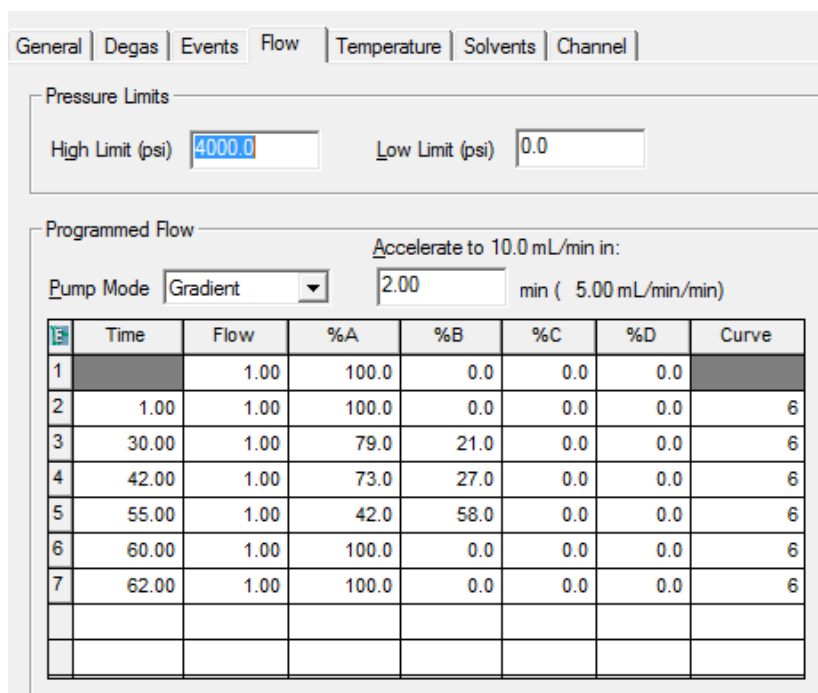 General Degas Events Flow Temperature Solvents Channel
Pressure Limits
High Limit (psi) 4000.0 Low Limit (psi) 0.0
Programmed Flow
Accelerate to 10.0 mL/min in:
Pump Mode Gradient 2.00 min ( 5.00 mL/min/min)
Time Flow %A %B %C %D Curve
1 1.00 100.0 0.0 0.0 0.0
2 1.00 1.00 100.0 0.0 0.0 0.0 6
3 30.00 1.00 79.0 21.0 0.0 0.0 6
4 42.00 1.00 73.0 27.0 0.0 0.0 6
5 55.00 1.00 42.0 58.0 0.0 0.0 6
6 60.00 1.00 100.0 0.0 0.0 0.0 6
7 62.00 1.00 100.0 0.0 0.0 0.0 6